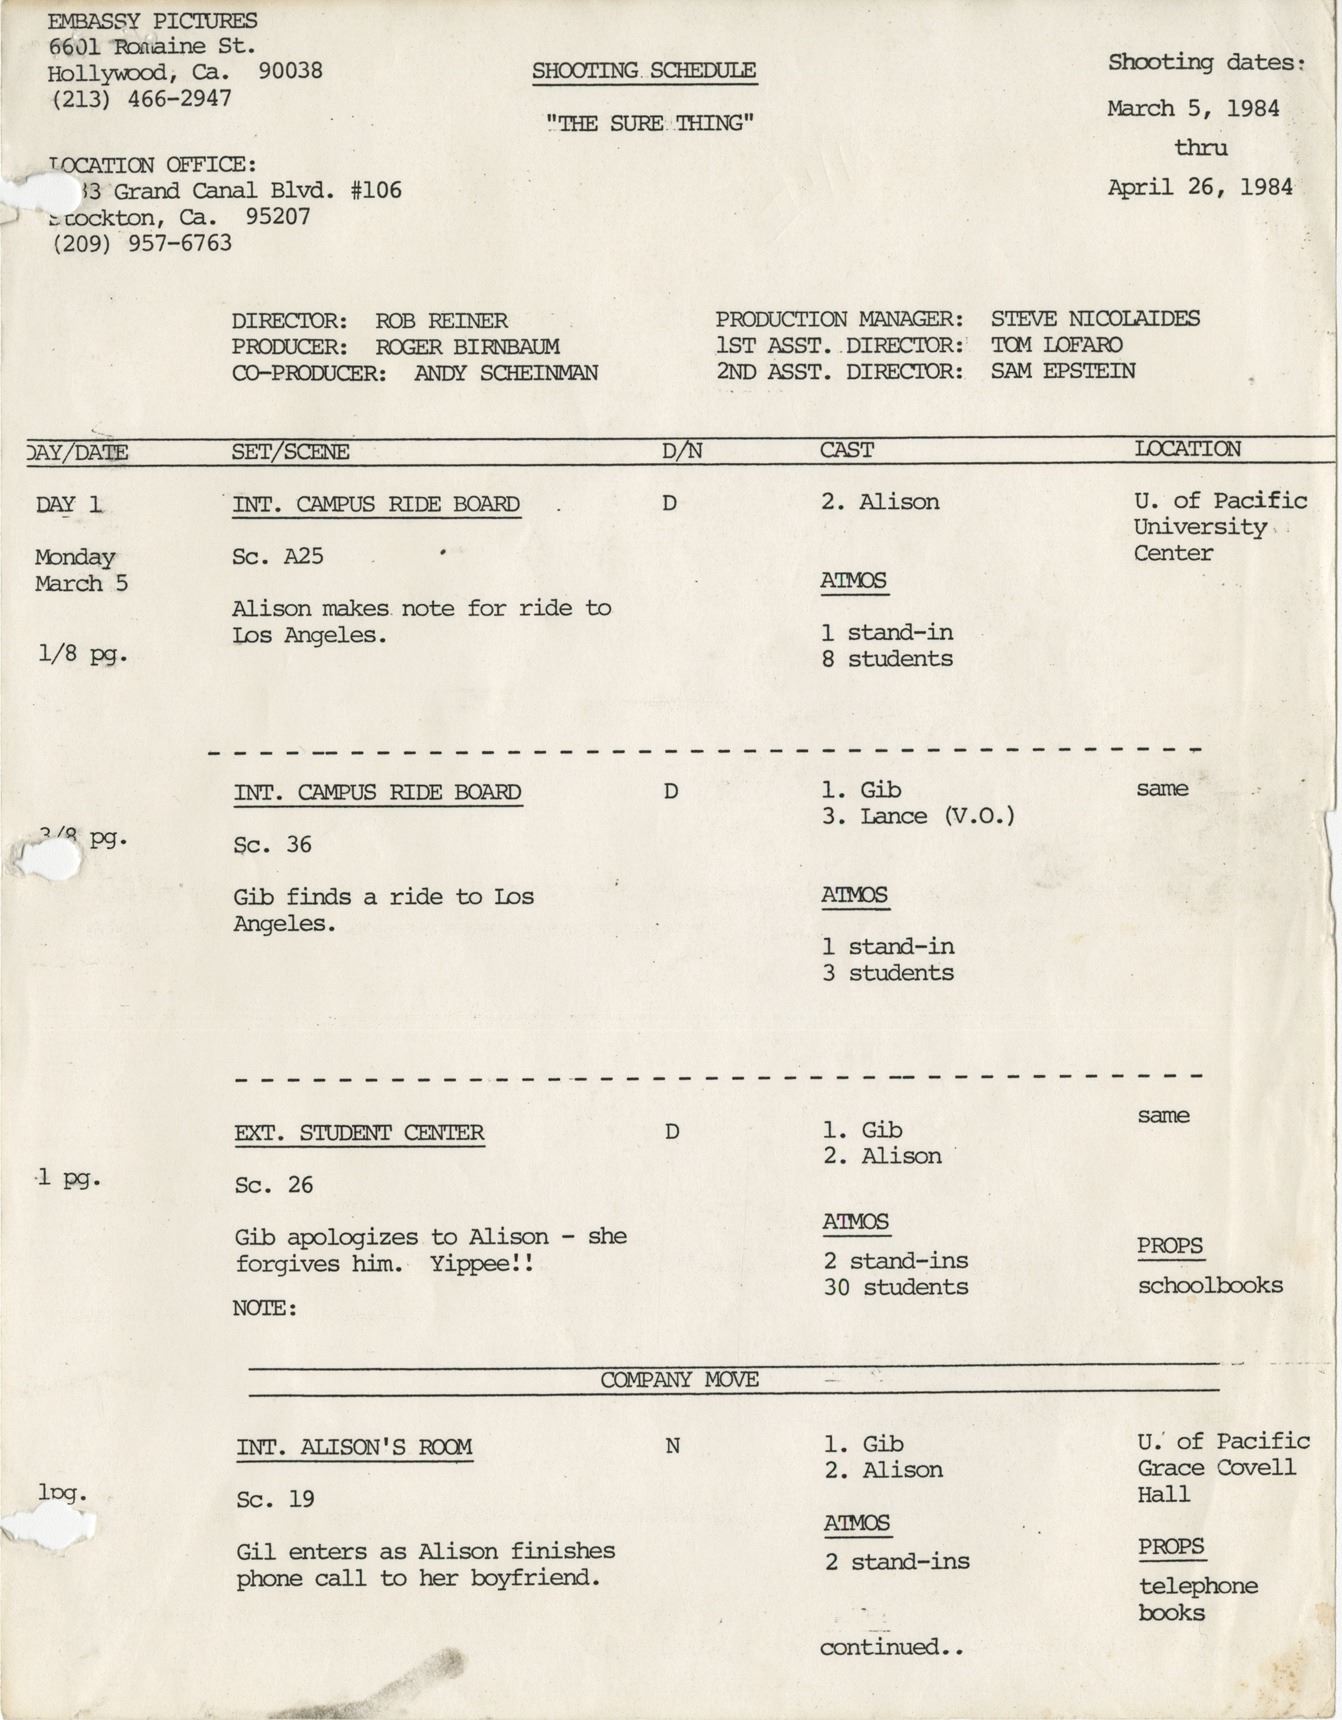 EMBASSY PICTURES
6601 Romaine St.
Hollywood, Ca. 90038
(213) 466-2947
SHOOTING SCHEDULE
"THE SURE THING"
Shooting dates:
March 5, 1984
thru
April 26, 1984
LOCATION OFFICE:
33 Grand Canal Blvd. #106
Stockton, Ca. 95207
(209) 957-6763
DIRECTOR: ROB REINER
PRODUCER: ROGER BIRNBAUM
CO-PRODUCER: ANDY SCHEINMAN
PRODUCTION MANAGER: STEVE NICOLAIDES
1ST ASST. DIRECTOR: TOM LOFARO
2ND ASST. DIRECTOR: SAM EPSTEIN
DAY/DATE SET/SCENE D/N CAST LOCATION
DAY 1
Monday
March 5
1/8 pg.
INT. CAMPUS RIDE BOARD
Sc. A25
Alison makes note for ride to
Los Angeles.
D
2. Alison
ATMOS
1 stand-in
8 students
U. of Pacific
University
Center
3/8 pg.
INT. CAMPUS RIDE BOARD
Sc. 36
Gib finds a ride to Los
Angeles.
D
1. Gib
3. Lance (V.O.)
ATMOS
1 stand-in
3 students
same
1 pg.
EXT. STUDENT CENTER
Sc. 26
Gib apologizes to Alison - she
forgives him. Yippee!!
NOTE:
D
1. Gib
2. Alison
ATMOS
2 stand-ins
30 students
same
PROPS
schoolbooks
COMPANY MOVE
1pg.
INT. ALISON'S ROOM
Sc. 19
Gil enters as Alison finishes
phone call to her boyfriend.
N
1. Gib
2. Alison
ATMOS
2 stand-ins
U. of Pacific
Grace Covell
Hall
PROPS
telephone
books
continued..